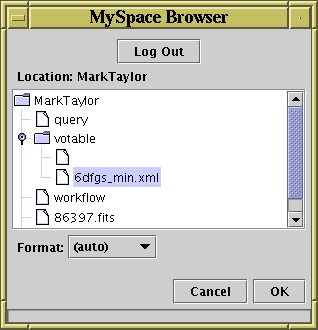 MySpace Browser
Log Out
Location: MarkTaylor
MarkTaylor
query
votable
6dfgs_min.xml
workflow
86397.fits
Format: (auto)
Cancel OK